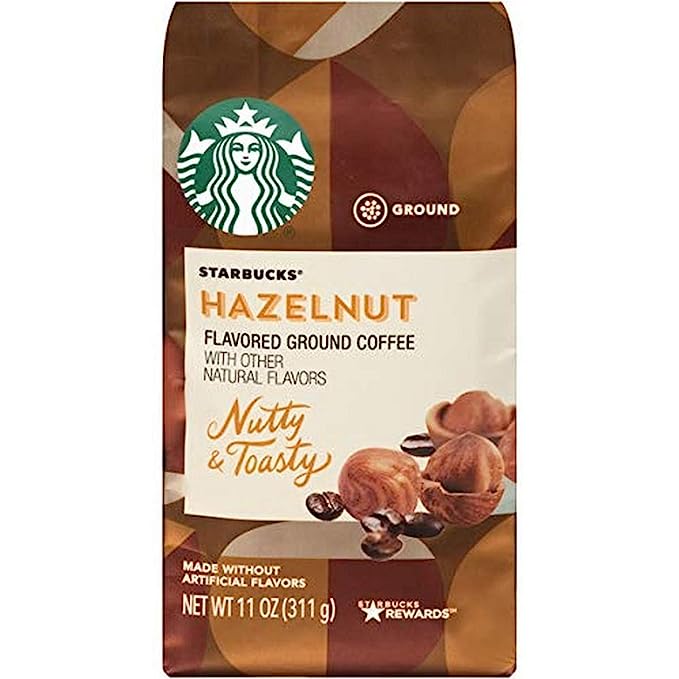 GROUND
STARBUCKS®
HAZELNUT
FLAVORED GROUND COFFEE
WITH OTHER
NATURAL FLAVORS
Nutty
& Toasty
MADE WITHOUT
ARTIFICIAL FLAVORS
NET WT 11 OZ (311 g)
STARBUCKS
REWARDS™